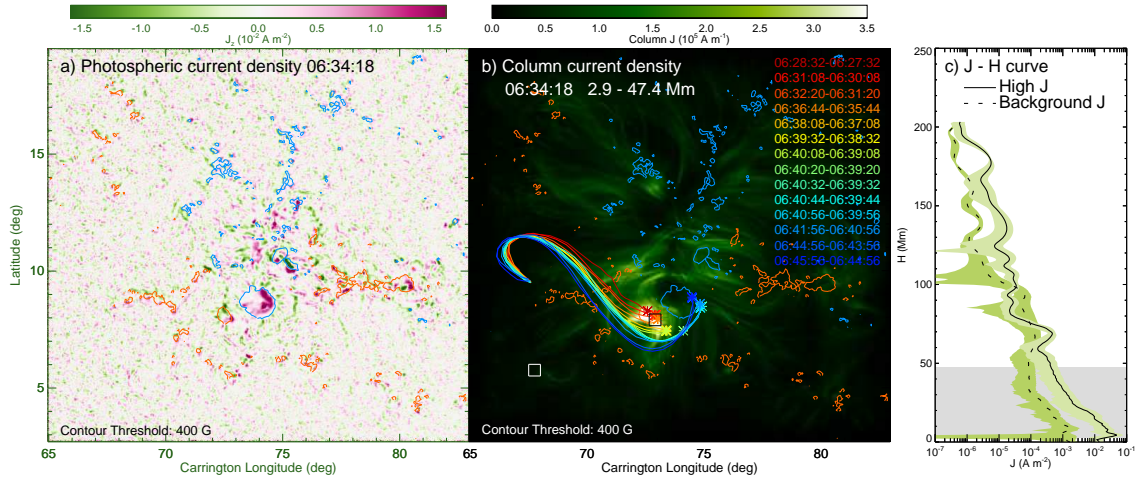 -1.5 -1.0 -0.5 0.0 0.5 1.0 1.5
J_z (10^-2 A m^-2)
0.0 0.5 1.0 1.5 2.0 2.5 3.0 3.5
Column J (10^5 A m^-1)
a) Photospheric current density 06:34:18
15
10
5
Latitude (deg)
Contour Threshold: 400 G
65 70 75 80 65
Carrington Longitude (deg)
b) Column current density
06:34:18 2.9 - 47.4 Mm
06:28:32-06:27:32
06:31:08-06:30:08
06:32:20-06:31:20
06:36:44-06:35:44
06:38:08-06:37:08
06:39:32-06:38:32
06:40:08-06:39:08
06:40:20-06:39:20
06:40:32-06:39:32
06:40:44-06:39:44
06:40:56-06:39:56
06:41:56-06:40:56
06:44:56-06:43:56
06:45:56-06:44:56
Contour Threshold: 400 G
70 75 80
Carrington Longitude (deg)
c) J - H curve
High J
Background J
250
200
150
100
50
0
H (Mm)
10^-7 10^-6 10^-5 10^-4 10^-3 10^-2 10^-1
J (A m^-2)